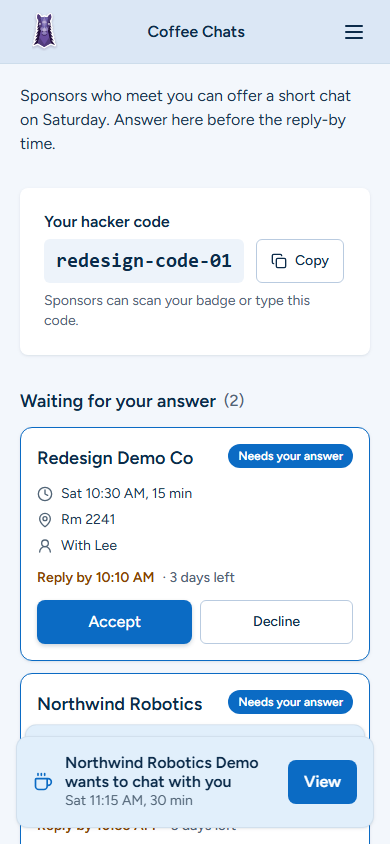 Coffee Chats
Sponsors who meet you can offer a short chat
on Saturday. Answer here before the reply-by
time.
Your hacker code
redesign-code-01
Copy
Sponsors can scan your badge or type this
code.
Waiting for your answer (2)
Redesign Demo Co
Needs your answer
Sat 10:30 AM, 15 min
Rm 2241
With Lee
Reply by 10:10 AM · 3 days left
Accept
Decline
Northwind Robotics
Needs your answer
Northwind Robotics Demo
wants to chat with you
Sat 11:15 AM, 30 min
View